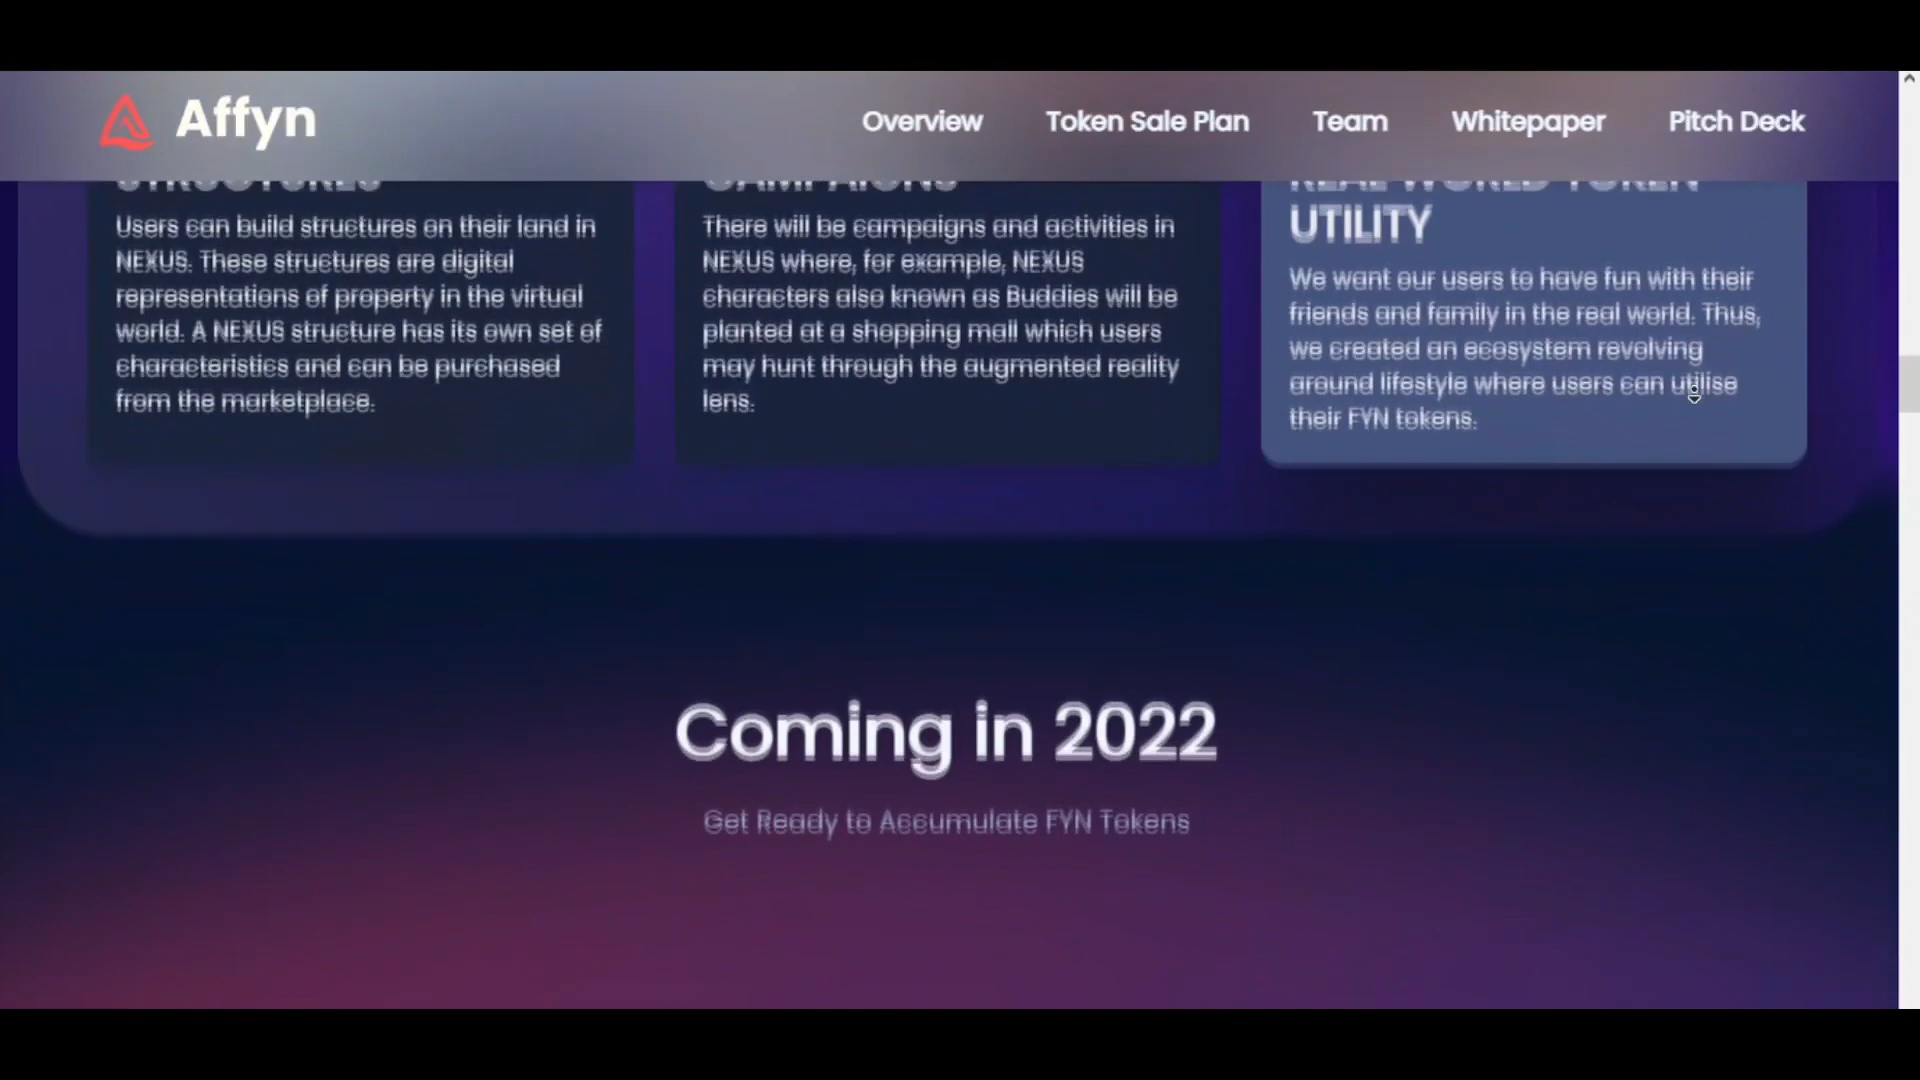 Affyn
Overview
Token Sale Plan
Team
Whitepaper
Pitch Deck
STRUCTURES
Users can build structures on their land in
NEXUS. These structures are digital
representations of property in the virtual
world. A NEXUS structure has its own set of
characteristics and can be purchased
from the marketplace.
CAMPAIGNS
There will be campaigns and activities in
NEXUS where, for example, NEXUS
characters also known as Buddies will be
planted at a shopping mall which users
may hunt through the augmented reality
lens.
REAL WORLD TOKEN
UTILITY
We want our users to have fun with their
friends and family in the real world. Thus,
we created an ecosystem revolving
around lifestyle where users can utilise
their FYN tokens.
Coming in 2022
Get Ready to Accumulate FYN Tokens